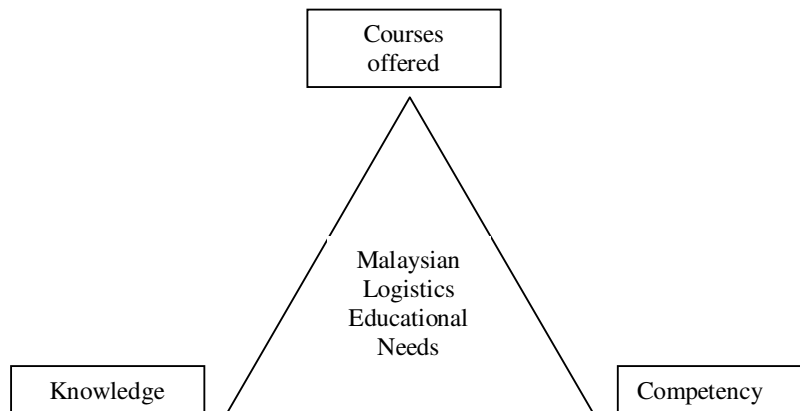 Courses
offered
Malaysian
Logistics
Educational
Needs
Knowledge
Competency